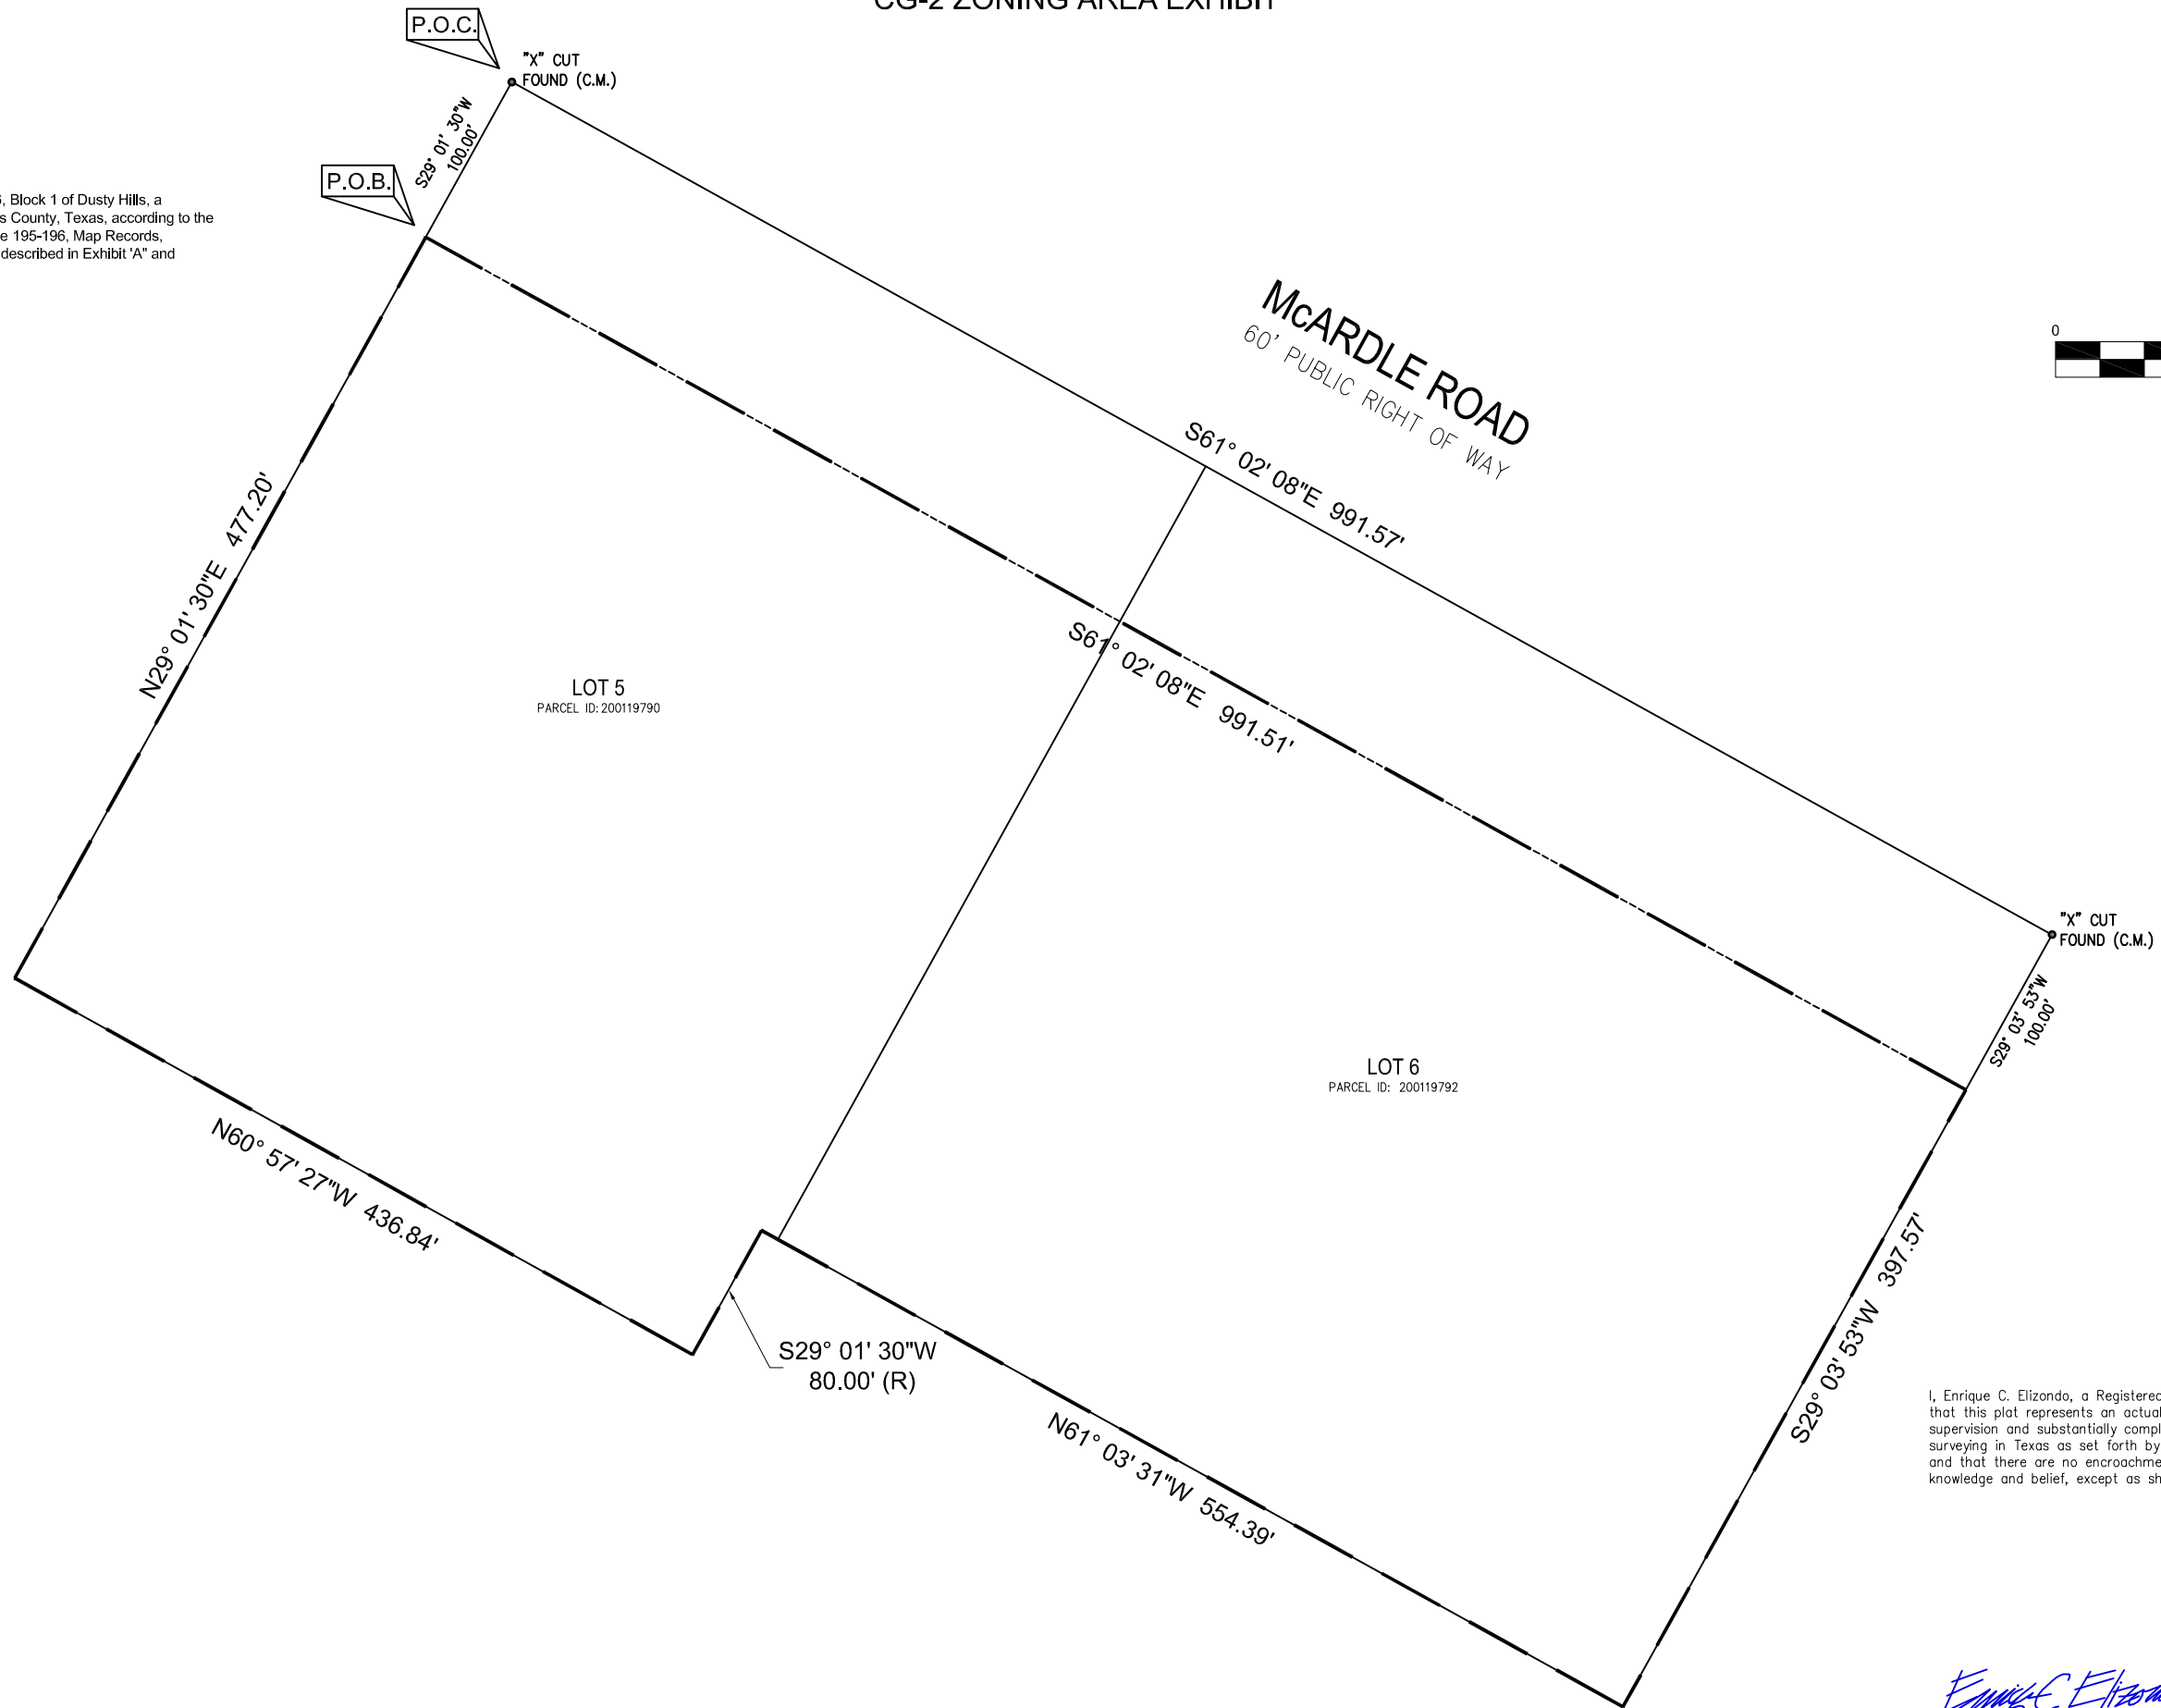 CG-2 ZONING AREA EXHIBIT
P.O.C.
"X" CUT
FOUND (C.M.)
S29° 01' 30"W
100.00'
P.O.B.
6, Block 1 of Dusty Hills, a
s County, Texas, according to the
e 195-196, Map Records,
described in Exhibit 'A" and
McARDLE ROAD
60' PUBLIC RIGHT OF WAY
0
S61° 02' 08"E 991.57'
N29° 01' 30"E 477.20'
S61° 02' 08"E 991.51'
LOT 5
PARCEL ID: 200119790
"X" CUT
FOUND (C.M.)
S29° 03' 53"W
100.00'
LOT 6
PARCEL ID: 200119792
N60° 57' 27"W 436.84'
S29° 03' 53"W 397.57'
S29° 01' 30"W
80.00' (R)
N61° 03' 31"W 554.39'
I, Enrique C. Elizondo, a Registered
that this plat represents an actual
supervision and substantially compl
surveying in Texas as set forth by
and that there are no encroachme
knowledge and belief, except as sh